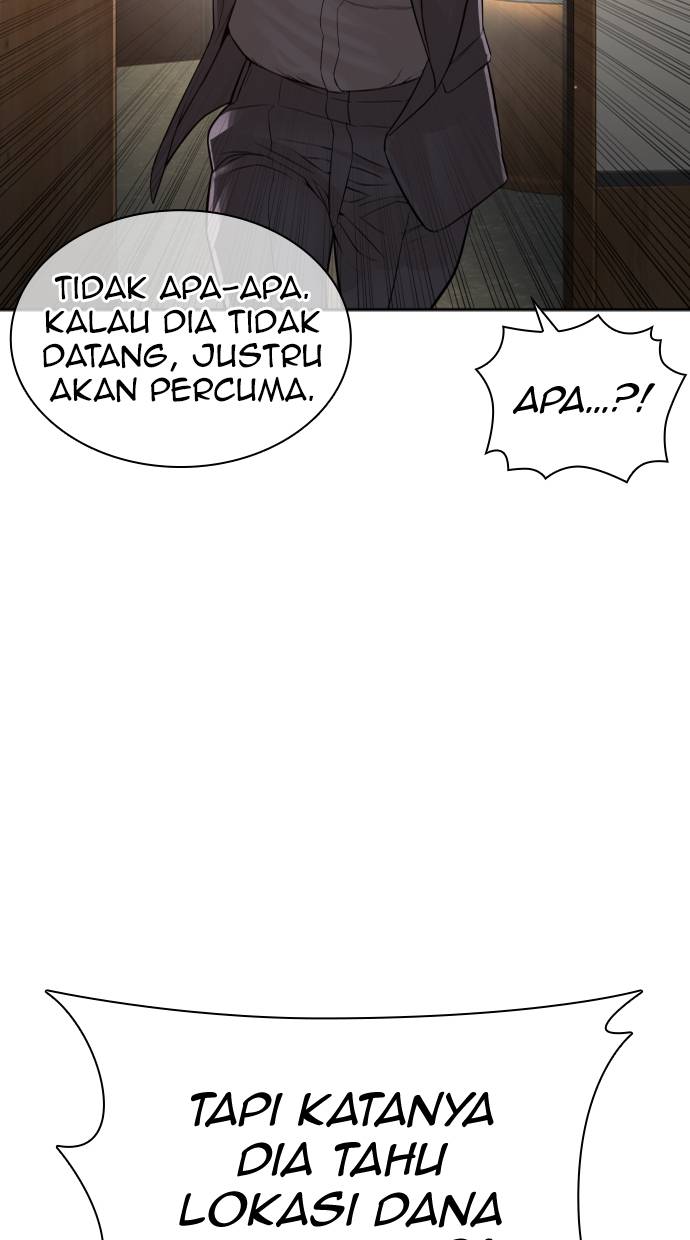 TIDAK APA-APA.
KALAU DIA TIDAK
DATANG, JUSTRU
AKAN PERCUMA.
APA...?!
TAPI KATANYA
DIA TAHU
LOKASI DANA